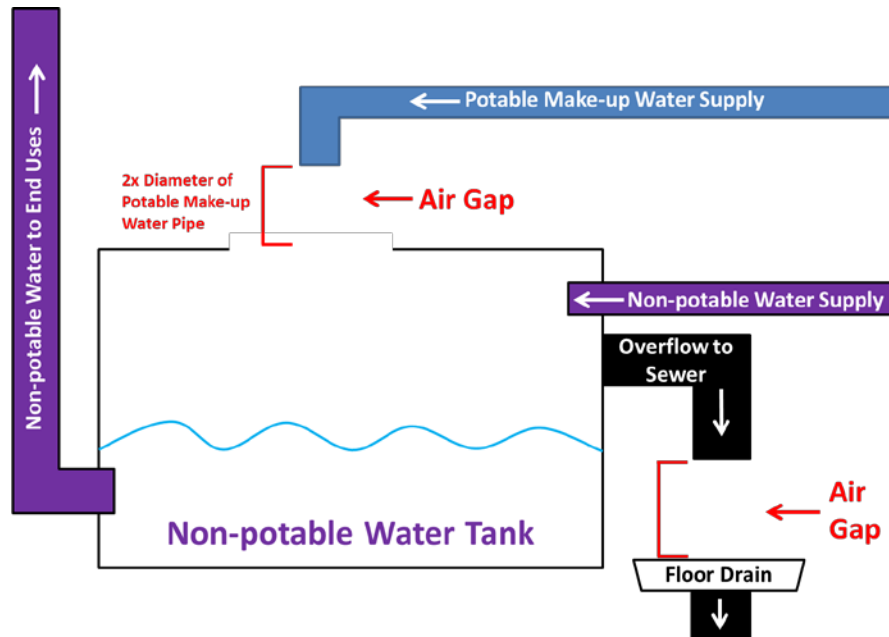 Non-potable Water to End Uses
Potable Make-up Water Supply
2x Diameter of
Potable Make-up
Water Pipe
Air Gap
Non-potable Water Supply
Overflow to
Sewer
Non-potable Water Tank
Air
Gap
Floor Drain